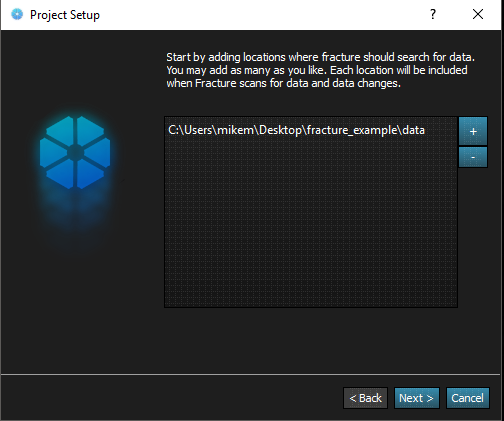 Project Setup
?
Start by adding locations where fracture should search for data.
You may add as many as you like. Each location will be included
when Fracture scans for data and data changes.
C:\Users\mikem\Desktop\fracture_example\data
+
-
< Back
Next >
Cancel